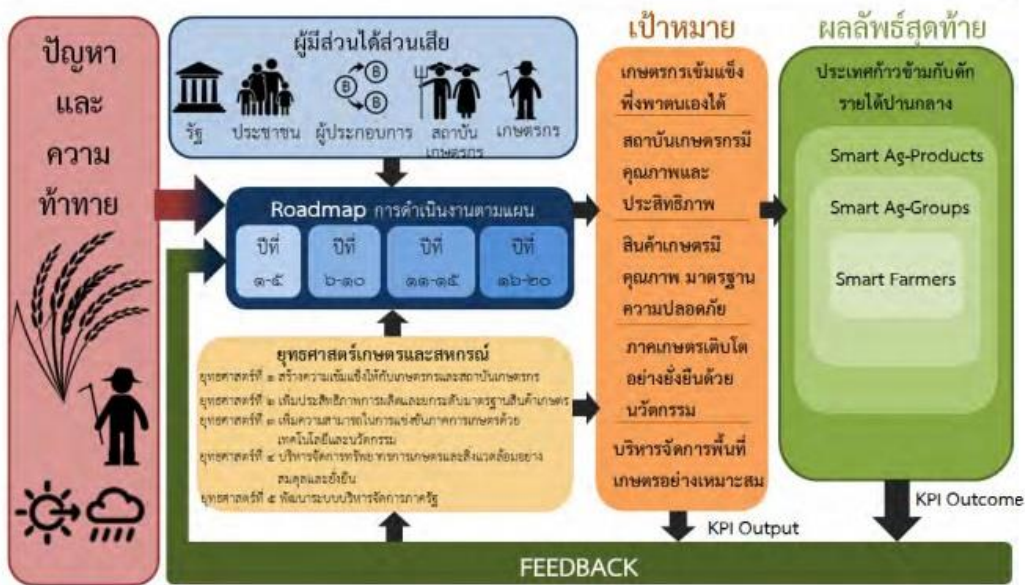 ปัญหา
และ
ความ
ท้าทาย
ผู้มีส่วนได้ส่วนเสีย
รัฐ
ประชาชน
ผู้ประกอบการ
สถาบัน
เกษตรกร
เกษตรกร
B
B
B
Roadmap การดำเนินงานตามแผน
ปีที่
๑-๕
ปีที่
๖-๑๐
ปีที่
๑๑-๑๕
ปีที่
๑๖-๒๐
ยุทธศาสตร์เกษตรและสหกรณ์
ยุทธศาสตร์ที่ ๑ สร้างความเข้มแข็งให้กับเกษตรกรและสถาบันเกษตรกร
ยุทธศาสตร์ที่ ๒ เพิ่มประสิทธิภาพการผลิตและยกระดับมาตรฐานสินค้าเกษตร
ยุทธศาสตร์ที่ ๓ เพิ่มความสามารถในการแข่งขันภาคการเกษตรด้วย
เทคโนโลยีและนวัตกรรม
ยุทธศาสตร์ที่ ๔ บริหารจัดการทรัพยากรการเกษตรและสิ่งแวดล้อมอย่าง
สมดุลและยั่งยืน
ยุทธศาสตร์ที่ ๕ พัฒนาระบบบริหารจัดการภาครัฐ
เป้าหมาย
เกษตรกรเข้มแข็ง
พึ่งพาตนเองได้
สถาบันเกษตรกรมี
คุณภาพและ
ประสิทธิภาพ
สินค้าเกษตรมี
คุณภาพ มาตรฐาน
ความปลอดภัย
ภาคเกษตรเติบโต
อย่างยั่งยืนด้วย
นวัตกรรม
บริหารจัดการพื้นที่
เกษตรอย่างเหมาะสม
ผลลัพธ์สุดท้าย
ประเทศก้าวข้ามกับดัก
รายได้ปานกลาง
Smart Ag-Products
Smart Ag-Groups
Smart Farmers
KPI Output
KPI Outcome
FEEDBACK